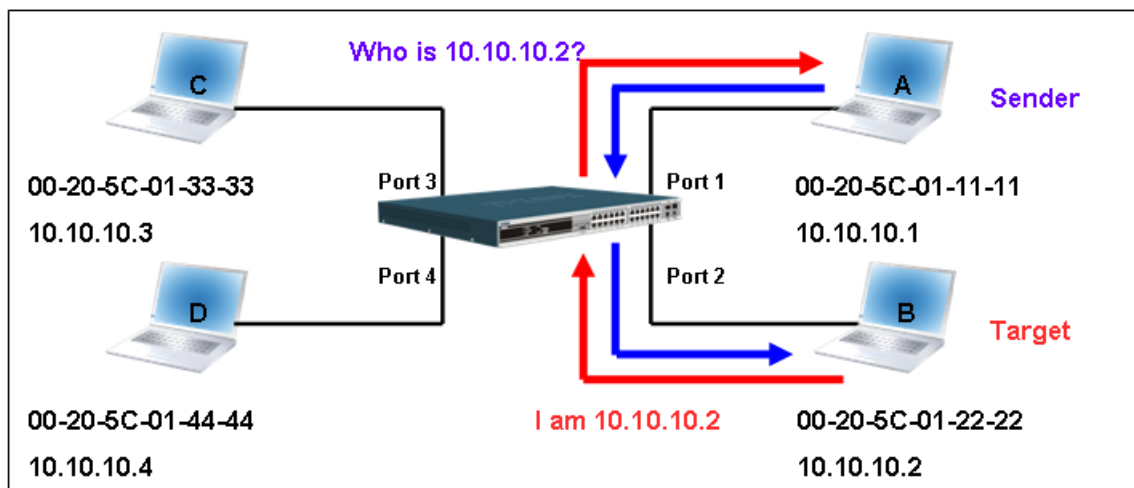 Who is 10.10.10.2?
C
A
Sender
00-20-5C-01-33-33
10.10.10.3
Port 3
Port 1
00-20-5C-01-11-11
10.10.10.1
Port 4
Port 2
D
B
Target
00-20-5C-01-44-44
10.10.10.4
I am 10.10.10.2
00-20-5C-01-22-22
10.10.10.2